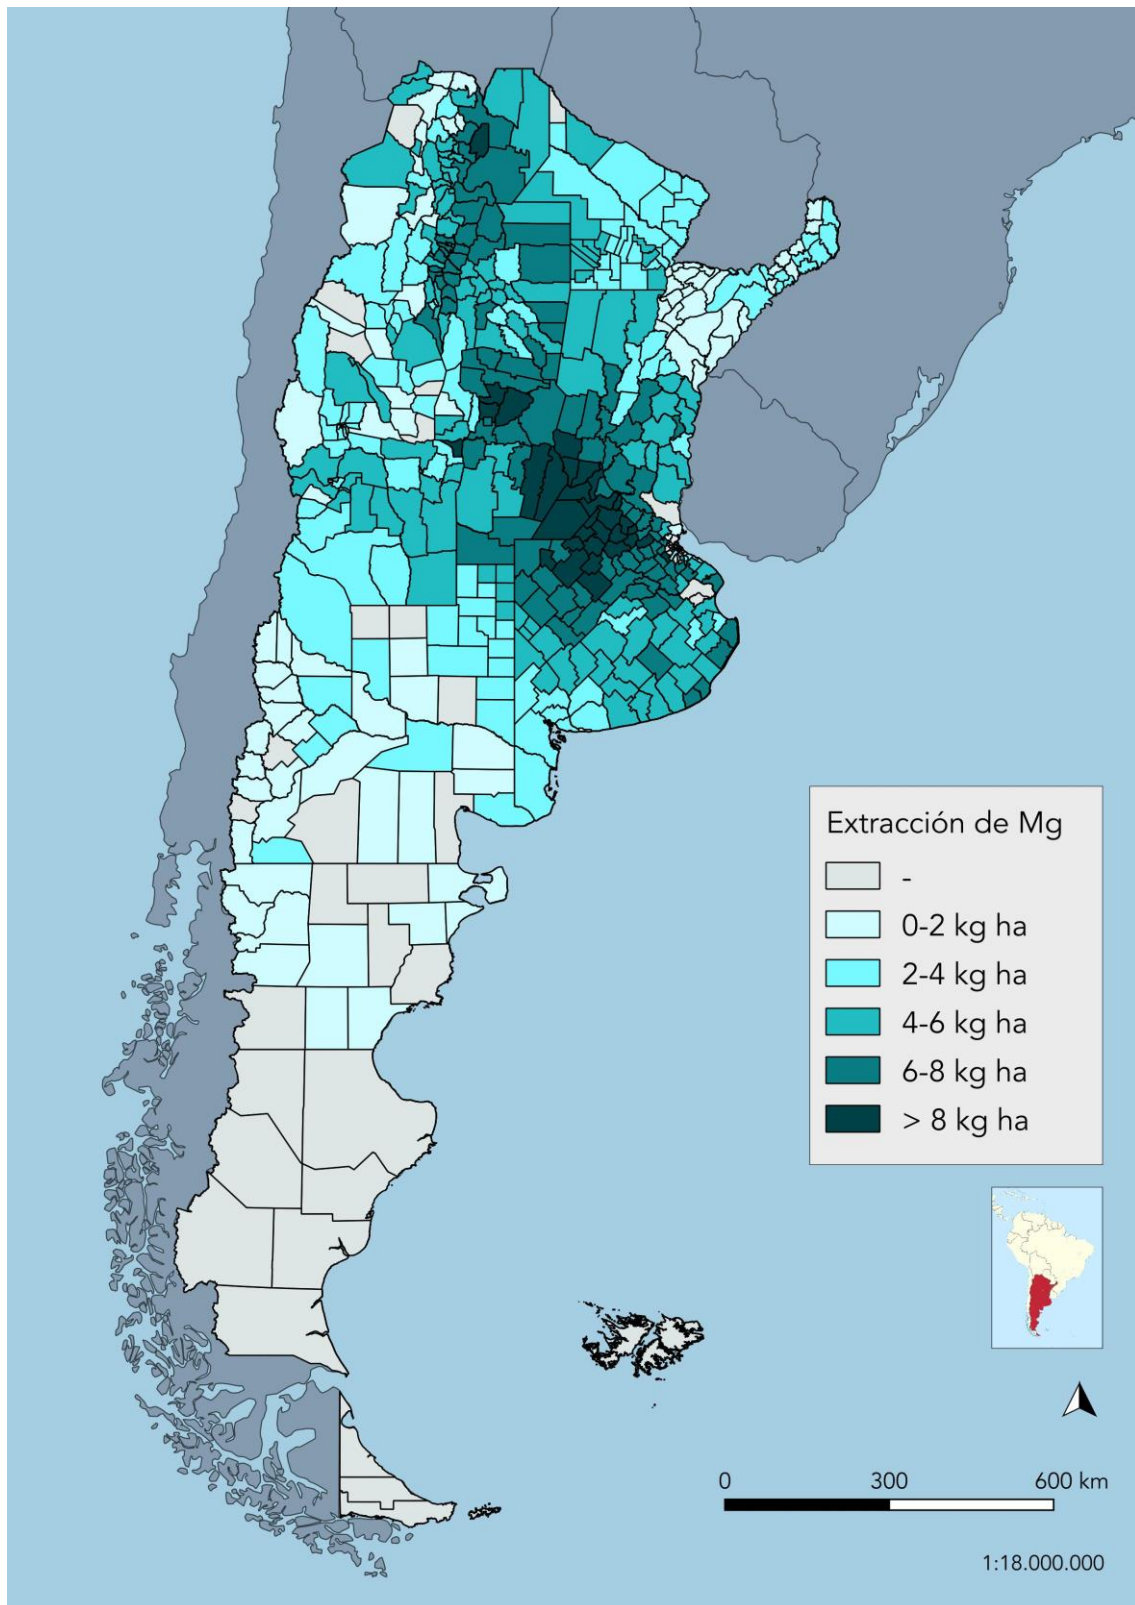 Extracción de Mg
-
0-2 kg ha
2-4 kg ha
4-6 kg ha
6-8 kg ha
> 8 kg ha
0 300 600 km
1:18.000.000